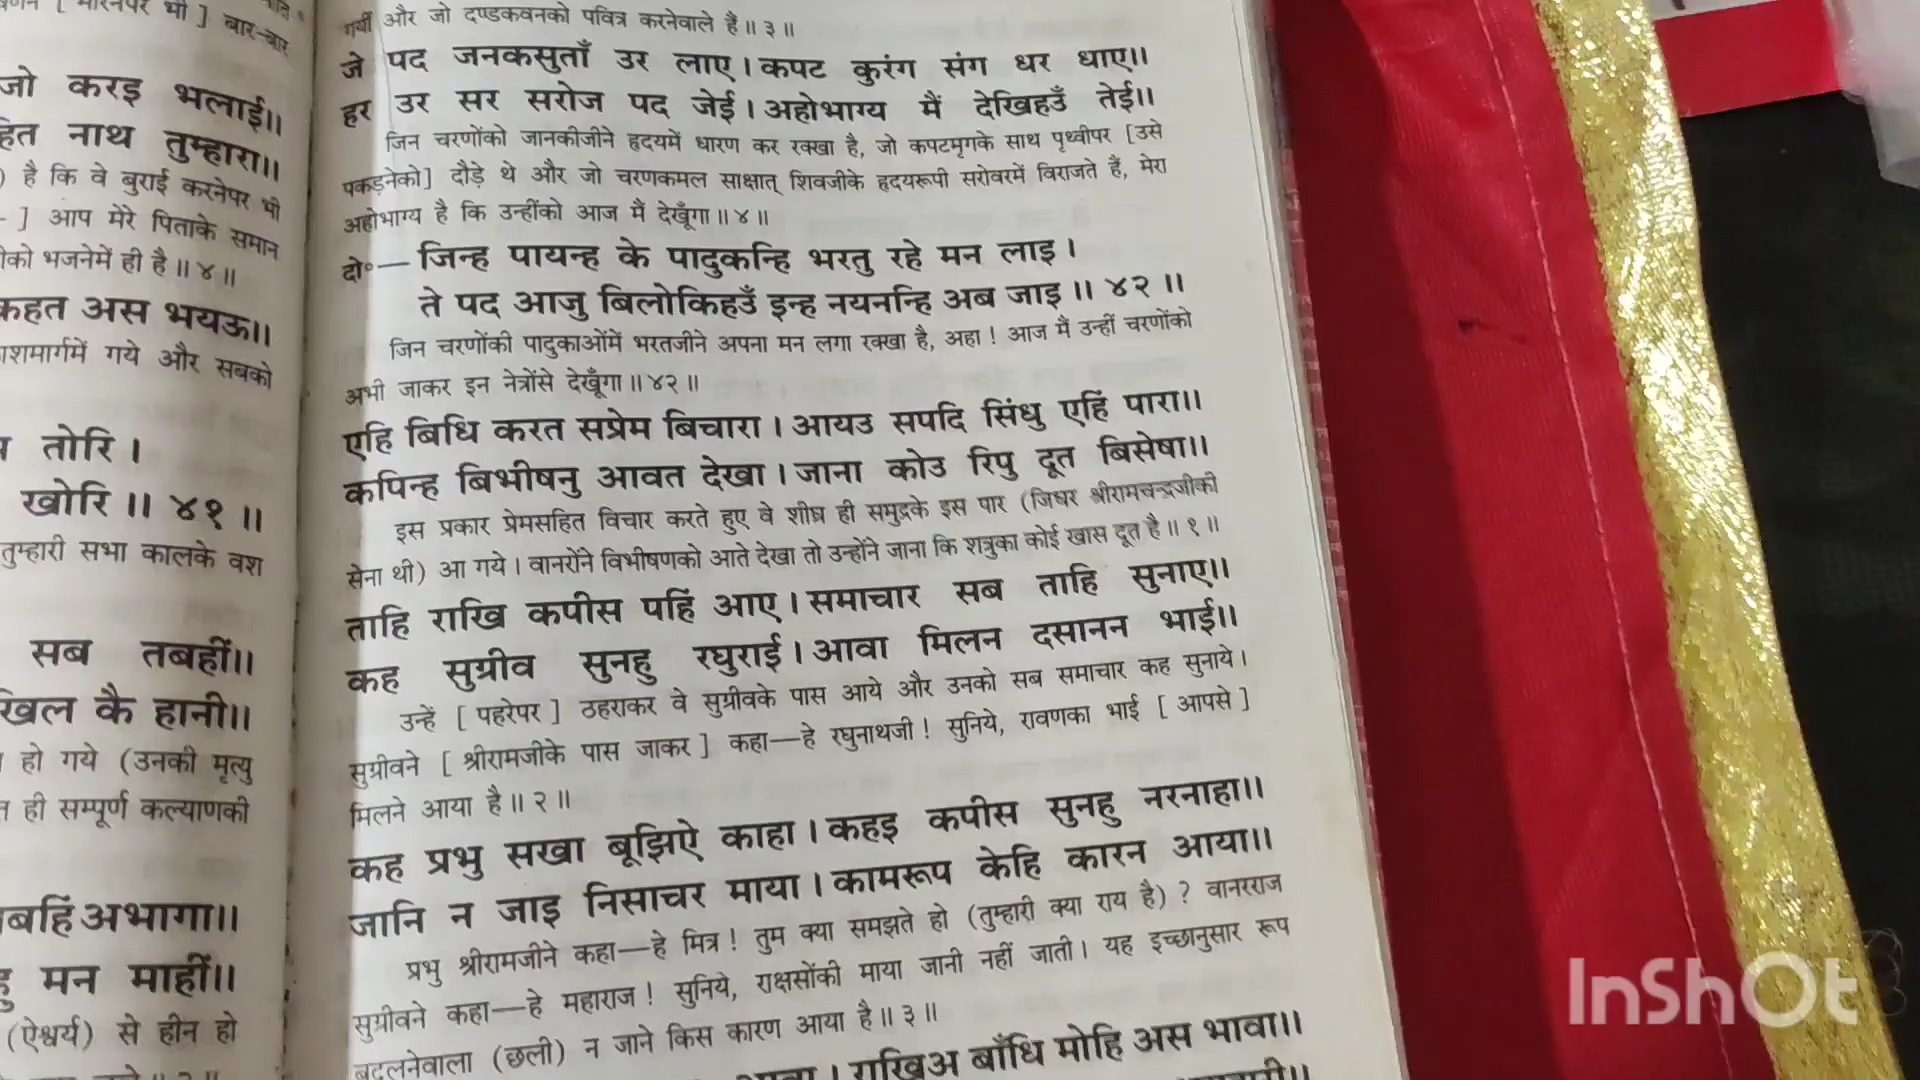 [ मारनेपर भी ] बार-बार
जो करइ भलाई॥
हित नाथ तुम्हारा॥
) है कि वे बुराई करनेपर भी
- ] आप मेरे पिताके समान
को भजनेमें ही है॥४॥
कहत अस भयऊ॥
शमार्गमें गये और सबको
तोरि।
खोरि॥ ४१॥
तुम्हारी सभा कालके वश
सब तबहीं॥
खिल कै हानी॥
हो गये (उनकी मृत्यु
ही सम्पूर्ण कल्याणकी
बहिं अभागा॥
मन माहीं॥
(ऐश्वर्य) से हीन हो
गयीं और जो दण्डकवनको पवित्र करनेवाले हैं॥३॥
जे पद जनकसुताँ उर लाए। कपट कुरंग संग धर धाए॥
हर उर सर सरोज पद जेई। अहोभाग्य मैं देखिहउँ तेई॥
जिन चरणोंको जानकीजीने हृदयमें धारण कर रक्खा है, जो कपटमृगके साथ पृथ्वीपर [उसे
पकड़नेको] दौड़े थे और जो चरणकमल साक्षात् शिवजीके हृदयरूपी सरोवरमें विराजते हैं, मेरा
अहोभाग्य है कि उन्हींको आज मैं देखूँगा॥४॥
दो०— जिन्ह पायन्ह के पादुकन्हि भरतु रहे मन लाइ।
ते पद आजु बिलोकिहउँ इन्ह नयनन्हि अब जाइ॥ ४२॥
जिन चरणोंकी पादुकाओंमें भरतजीने अपना मन लगा रक्खा है, अहा! आज मैं उन्हीं चरणोंको
अभी जाकर इन नेत्रोंसे देखूँगा॥४२॥
एहि बिधि करत सप्रेम बिचारा। आयउ सपदि सिंधु एहिं पारा॥
कपिन्ह बिभीषनु आवत देखा। जाना कोउ रिपु दूत बिसेषा॥
इस प्रकार प्रेमसहित विचार करते हुए वे शीघ्र ही समुद्रके इस पार (जिधर श्रीरामचन्द्रजीकी
सेना थी) आ गये। वानरोंने विभीषणको आते देखा तो उन्होंने जाना कि शत्रुका कोई खास दूत है॥१॥
ताहि राखि कपीस पहिं आए। समाचार सब ताहि सुनाए॥
कह सुग्रीव सुनहु रघुराई। आवा मिलन दसानन भाई॥
उन्हें [ पहरेपर ] ठहराकर वे सुग्रीवके पास आये और उनको सब समाचार कह सुनाये।
सुग्रीवने [ श्रीरामजीके पास जाकर ] कहा—हे रघुनाथजी! सुनिये, रावणका भाई [ आपसे ]
मिलने आया है॥२॥
कह प्रभु सखा बूझिऐ काहा। कहइ कपीस सुनहु नरनाहा॥
जानि न जाइ निसाचर माया। कामरूप केहि कारन आया॥
प्रभु श्रीरामजीने कहा—हे मित्र! तुम क्या समझते हो (तुम्हारी क्या राय है)? वानरराज
सुग्रीवने कहा—हे महाराज! सुनिये, राक्षसोंकी माया जानी नहीं जाती। यह इच्छानुसार रूप
बदलनेवाला (छली) न जाने किस कारण आया है॥३॥
राखिअ बाँधि मोहि अस भावा॥
InShOt